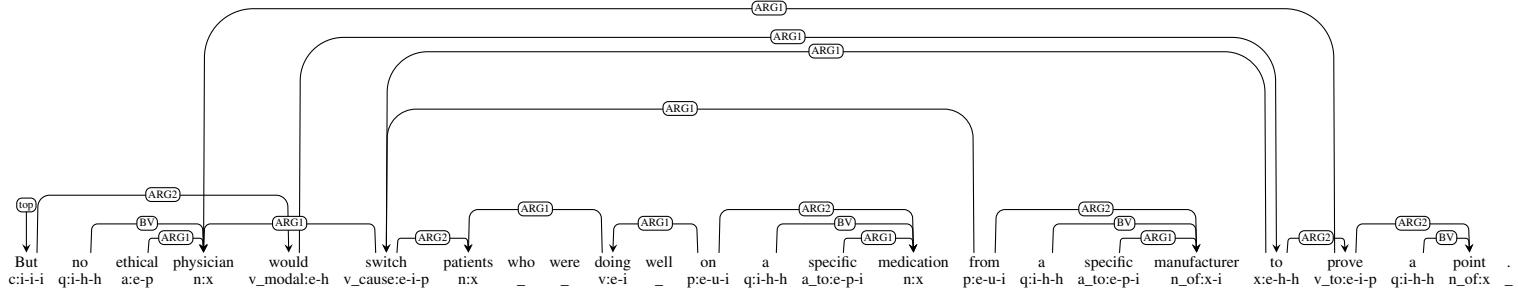 ARG1
ARG1
ARG1
ARG1
top ARG2 BV ARG1 ARG1 ARG2 ARG1 ARG1 ARG2 BV ARG1 ARG2 BV ARG1 ARG2 ARG2 BV
But no ethical physician would switch patients who were doing well on a specific medication from a specific manufacturer to prove a point .
c:i-i-i q:i-h-h a:e-p n:x v_modal:e-h v_cause:e-i-p n:x _ _ v:e-i _ p:e-u-i q:i-h-h a_to:e-p-i n:x p:e-u-i q:i-h-h a_to:e-p-i n_of:x-i x:e-h-h v_to:e-i-p q:i-h-h n_of:x _